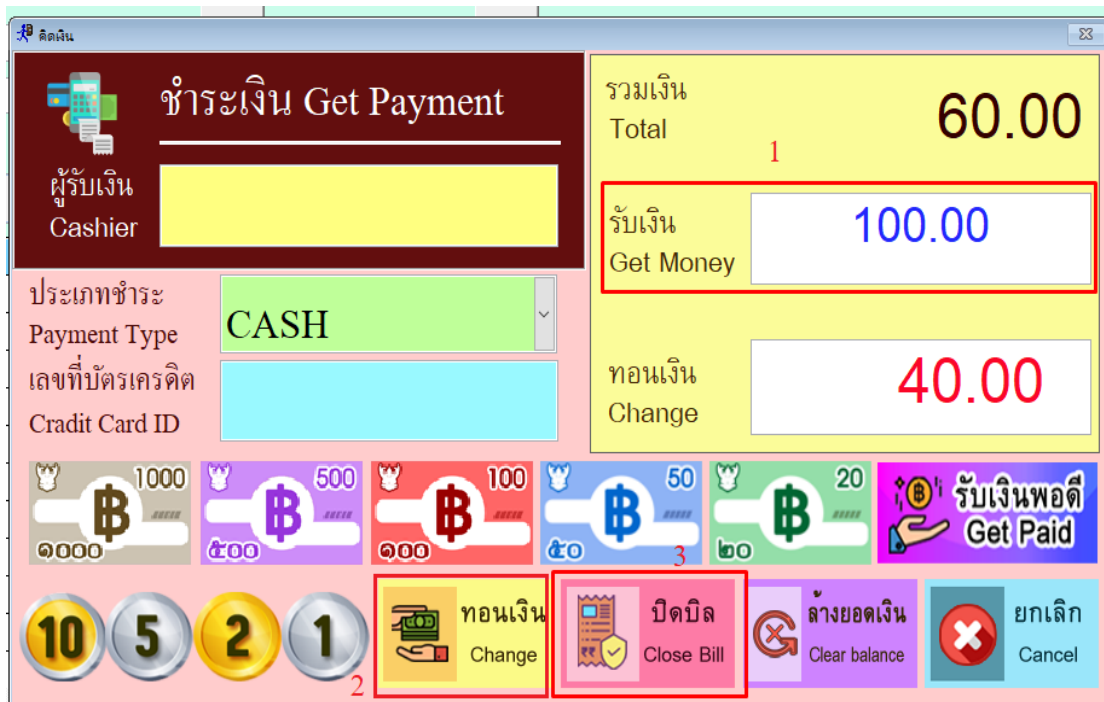 คิดเงิน
ชำระเงิน Get Payment
ผู้รับเงิน
Cashier
รวมเงิน
Total
60.00
1
รับเงิน
Get Money
100.00
ประเภทชำระ
Payment Type
CASH
เลขที่บัตรเครดิต
Cradit Card ID
ทอนเงิน
Change
40.00
1000
฿
๑๐๐๐
500
฿
๕๐๐
100
฿
๑๐๐
50
฿
๕๐
20
฿
๒๐
รับเงินพอดี
Get Paid
3
10
5
2
1
2
ทอนเงิน
Change
ปิดบิล
Close Bill
ล้างยอดเงิน
Clear balance
ยกเลิก
Cancel